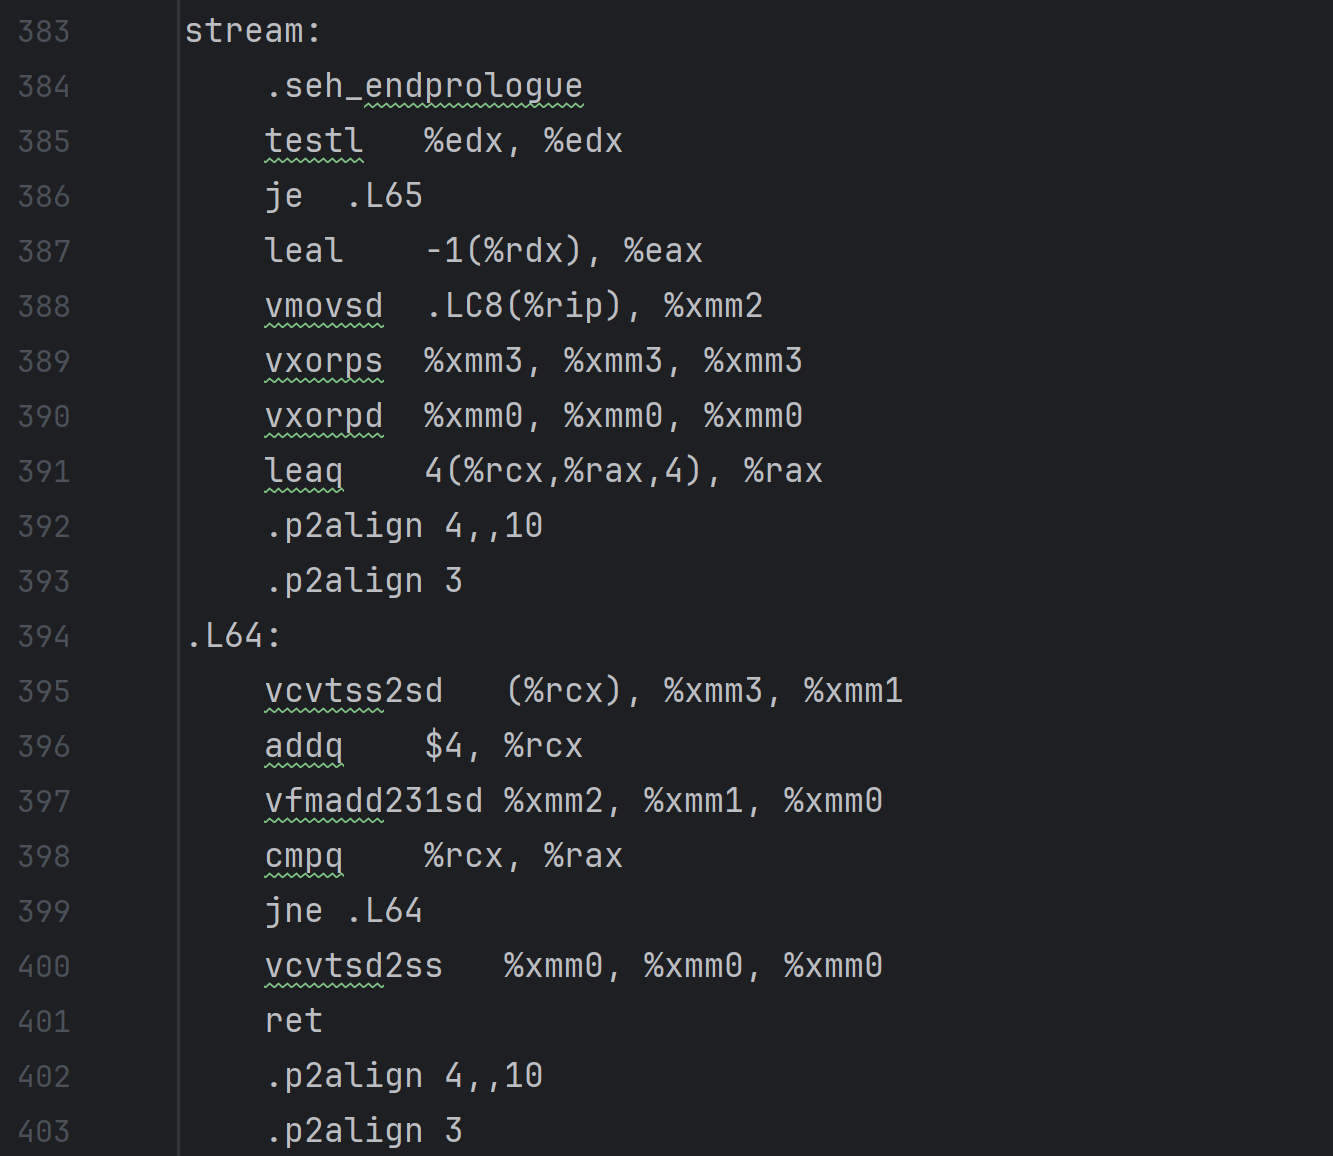 383 stream:
384 .seh_endprologue
385 testl %edx, %edx
386 je .L65
387 leal -1(%rdx), %eax
388 vmovsd .LC8(%rip), %xmm2
389 vxorps %xmm3, %xmm3, %xmm3
390 vxorpd %xmm0, %xmm0, %xmm0
391 leaq 4(%rcx,%rax,4), %rax
392 .p2align 4,,10
393 .p2align 3
394 .L64:
395 vcvtss2sd (%rcx), %xmm3, %xmm1
396 addq $4, %rcx
397 vfmadd231sd %xmm2, %xmm1, %xmm0
398 cmpq %rcx, %rax
399 jne .L64
400 vcvtsd2ss %xmm0, %xmm0, %xmm0
401 ret
402 .p2align 4,,10
403 .p2align 3